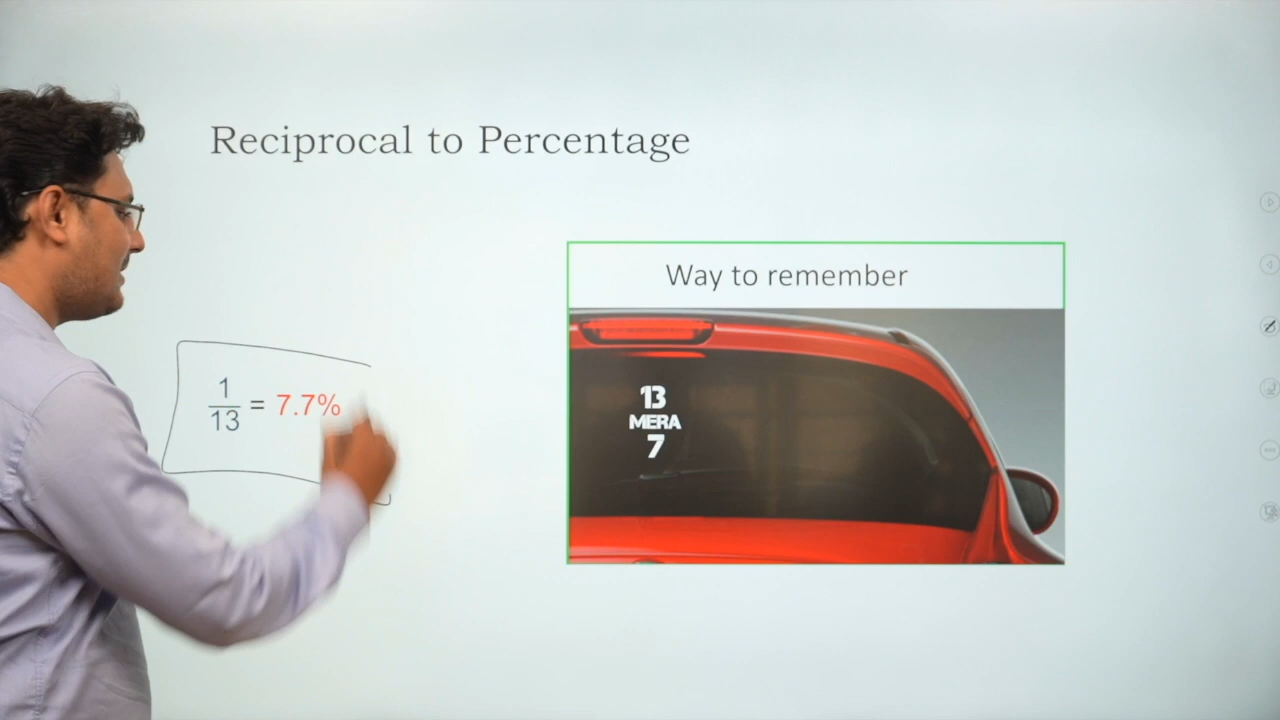 Reciprocal to Percentage
Way to remember
1
13
= 7.7%
13
MERA
7